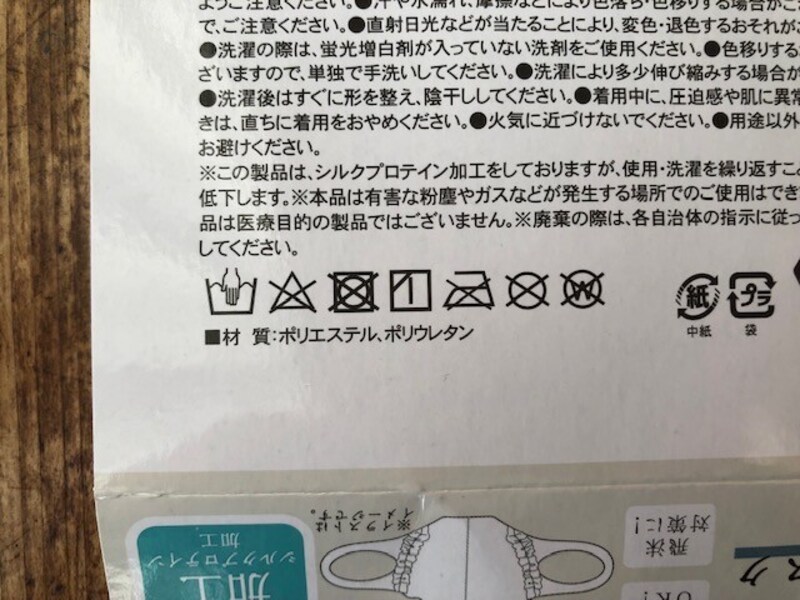 ようご注意ください。●汗や水濡れ、摩擦などにより色落ち・色移りする場合がご
で、ご注意ください。●直射日光などが当たることにより、変色・退色するおそれが
●洗濯の際は、蛍光増白剤が入っていない洗剤をご使用ください。●色移りする
ざいますので、単独で手洗いしてください。●洗濯により多少伸び縮みする場合が
●洗濯後はすぐに形を整え、陰干ししてください。●着用中に、圧迫感や肌に異常
きは、直ちに着用をおやめください。●火気に近づけないでください。●用途以外
お避けください。
※この製品は、シルクプロテイン加工をしておりますが、使用・洗濯を繰り返すこ
低下します。※本品は有害な粉塵やガスなどが発生する場所でのご使用はでき
品は医療目的の製品ではございません。※廃棄の際は、各自治体の指示に従っ
してください。
W
紙 プラ
中紙 袋
■材 質：ポリエステル、ポリウレタン
飛沫
対策に!
※イラストは
イメージです。
シルクプロテイン
加工
加工
OK!
スク